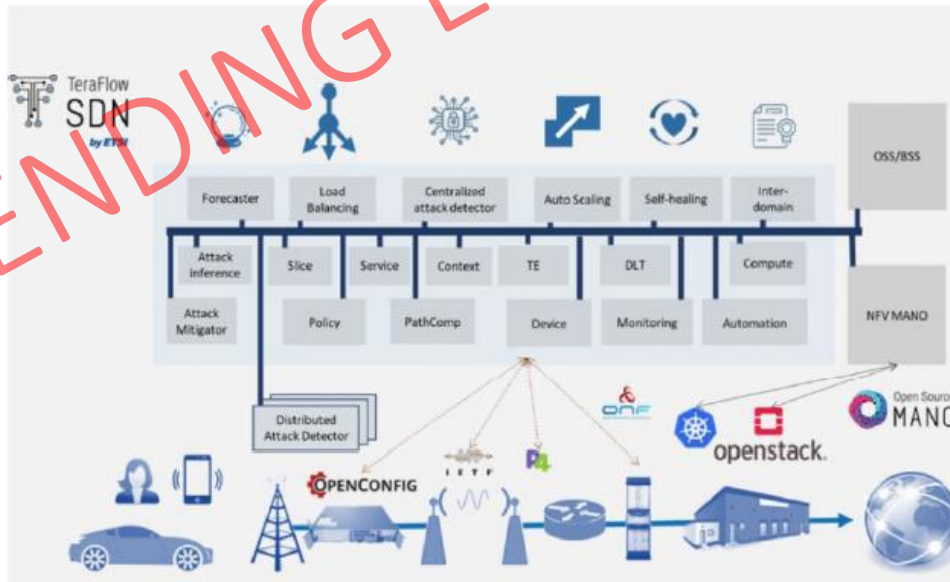 TeraFlow
SDN
by ETSI
ENDING E
OSS/BSS
Forecaster
Load
Balancing
Centralized
attack detector
Auto Scaling
Self-healing
Inter-
domain
Attack
inference
Slice
Service
Context
TE
DLT
Compute
Attack
Mitigator
Policy
PathComp
Device
Monitoring
Automation
NFV MANO
Distributed
Attack Detector
OPENCONFIG
IETF
P4
ONF
openstack.
Open Source
MANO